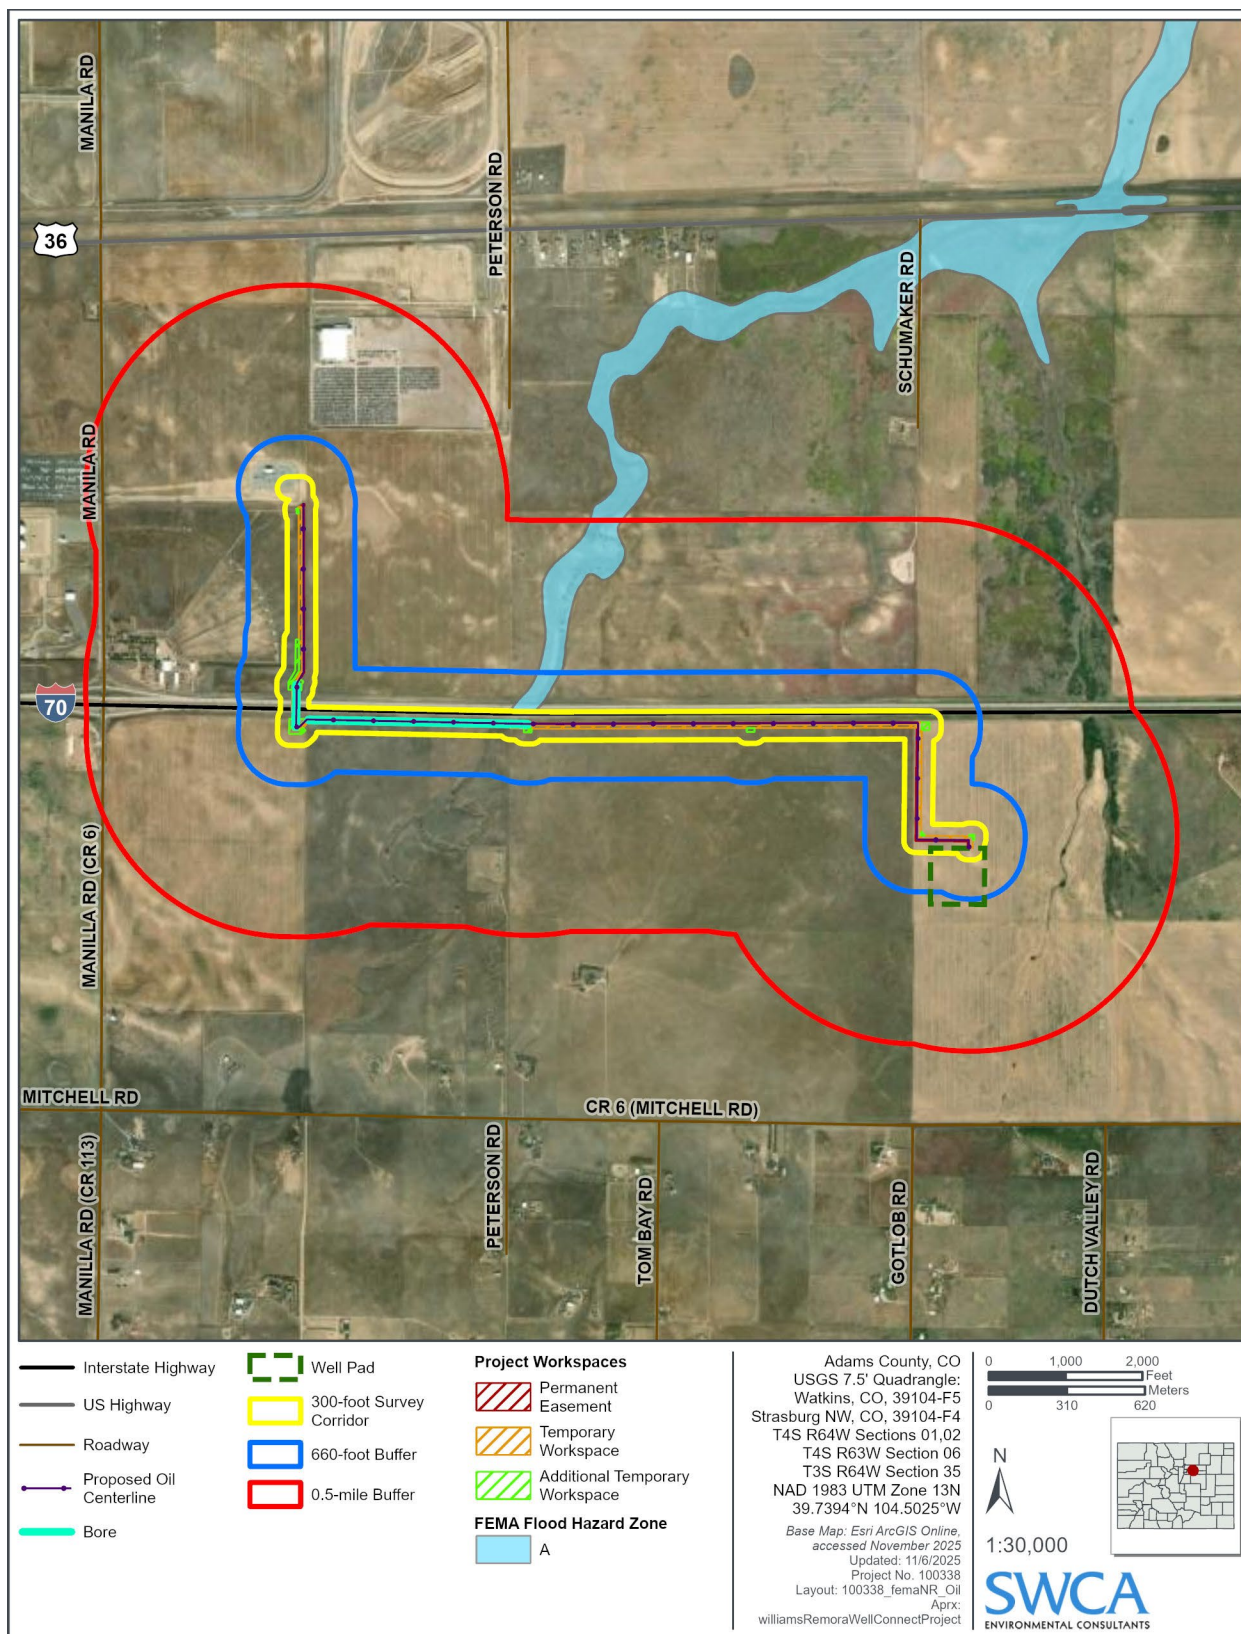 MANILA RD
PETERSON RD
36
SCHUMAKER RD
MANILA RD
70
MANILLA RD (CR 6)
MITCHELL RD
CR 6 (MITCHELL RD)
MANILLA RD (CR 113)
PETERSON RD
TOM BAY RD
GOTLOB RD
DUTCH VALLEY RD
Interstate Highway
US Highway
Roadway
Proposed Oil
Centerline
Bore
Well Pad
300-foot Survey
Corridor
660-foot Buffer
0.5-mile Buffer
Project Workspaces
Permanent
Easement
Temporary
Workspace
Additional Temporary
Workspace
FEMA Flood Hazard Zone
A
Adams County, CO
USGS 7.5' Quadrangle:
Watkins, CO, 39104-F5
Strasburg NW, CO, 39104-F4
T4S R64W Sections 01,02
T4S R63W Section 06
T3S R64W Section 35
NAD 1983 UTM Zone 13N
39.7394°N 104.5025°W
Base Map: Esri ArcGIS Online,
accessed November 2025
Updated: 11/6/2025
Project No. 100338
Layout: 100338_femaNR_Oil
Aprx:
williamsRemoraWellConnectProject
0 1,000 2,000
Feet
Meters
0 310 620
N
1:30,000
SWCA
ENVIRONMENTAL CONSULTANTS